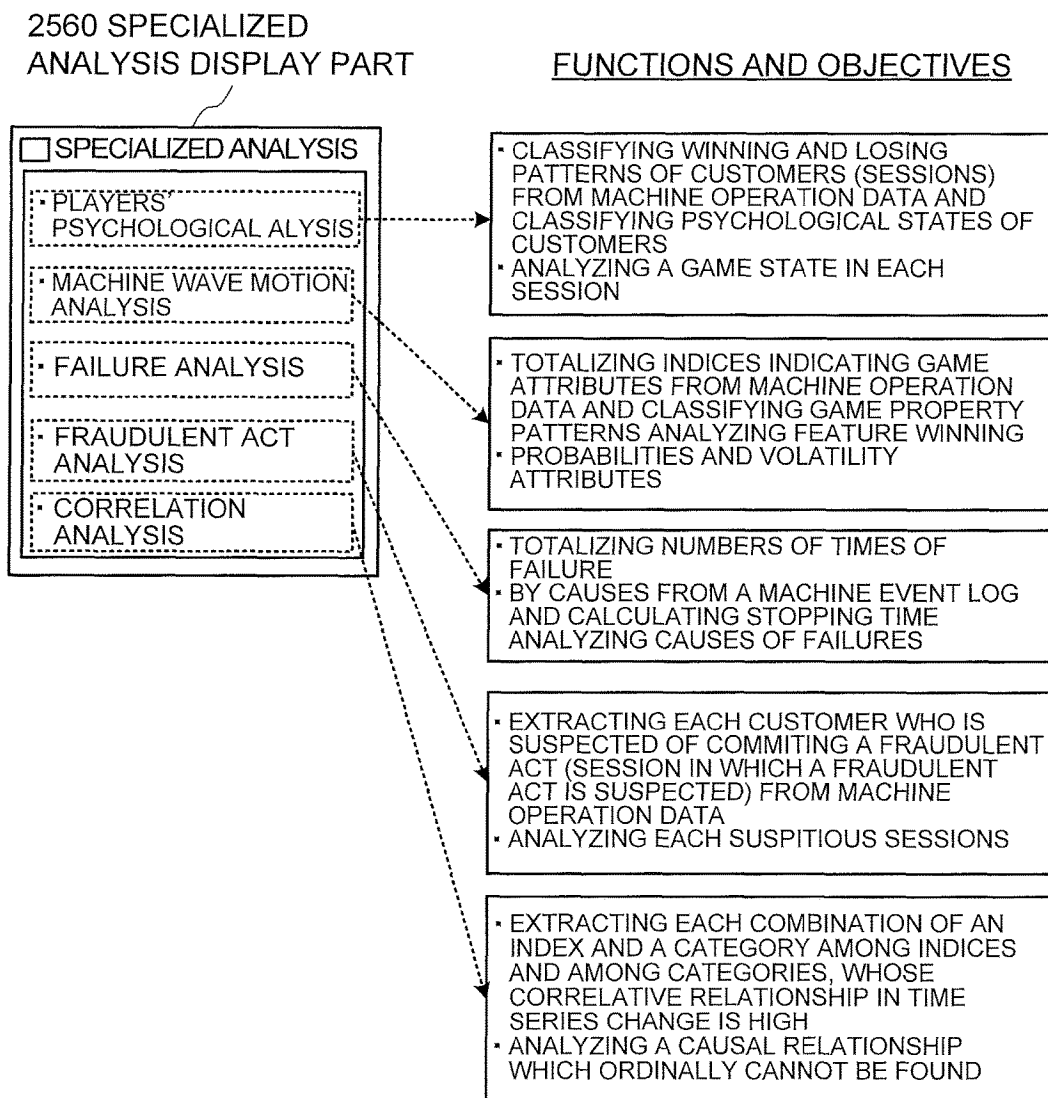 2560 SPECIALIZED
ANALYSIS DISPLAY PART
FUNCTIONS AND OBJECTIVES
SPECIALIZED ANALYSIS
・PLAYERS'
PSYCHOLOGICAL ALYSIS
・MACHINE WAVE MOTION
ANALYSIS
・FAILURE ANALYSIS
・FRAUDULENT ACT
ANALYSIS
・CORRELATION
ANALYSIS
・CLASSIFYING WINNING AND LOSING
PATTERNS OF CUSTOMERS (SESSIONS)
FROM MACHINE OPERATION DATA AND
CLASSIFYING PSYCHOLOGICAL STATES OF
CUSTOMERS
・ANALYZING A GAME STATE IN EACH
SESSION
・TOTALIZING INDICES INDICATING GAME
ATTRIBUTES FROM MACHINE OPERATION
DATA AND CLASSIFYING GAME PROPERTY
PATTERNS ANALYZING FEATURE WINNING
・PROBABILITIES AND VOLATILITY
ATTRIBUTES
・TOTALIZING NUMBERS OF TIMES OF
FAILURE
・BY CAUSES FROM A MACHINE EVENT LOG
AND CALCULATING STOPPING TIME
ANALYZING CAUSES OF FAILURES
・EXTRACTING EACH CUSTOMER WHO IS
SUSPECTED OF COMMITING A FRAUDULENT
ACT (SESSION IN WHICH A FRAUDULENT
ACT IS SUSPECTED) FROM MACHINE
OPERATION DATA
・ANALYZING EACH SUSPITIOUS SESSIONS
・EXTRACTING EACH COMBINATION OF AN
INDEX AND A CATEGORY AMONG INDICES
AND AMONG CATEGORIES, WHOSE
CORRELATIVE RELATIONSHIP IN TIME
SERIES CHANGE IS HIGH
・ANALYZING A CAUSAL RELATIONSHIP
WHICH ORDINALLY CANNOT BE FOUND